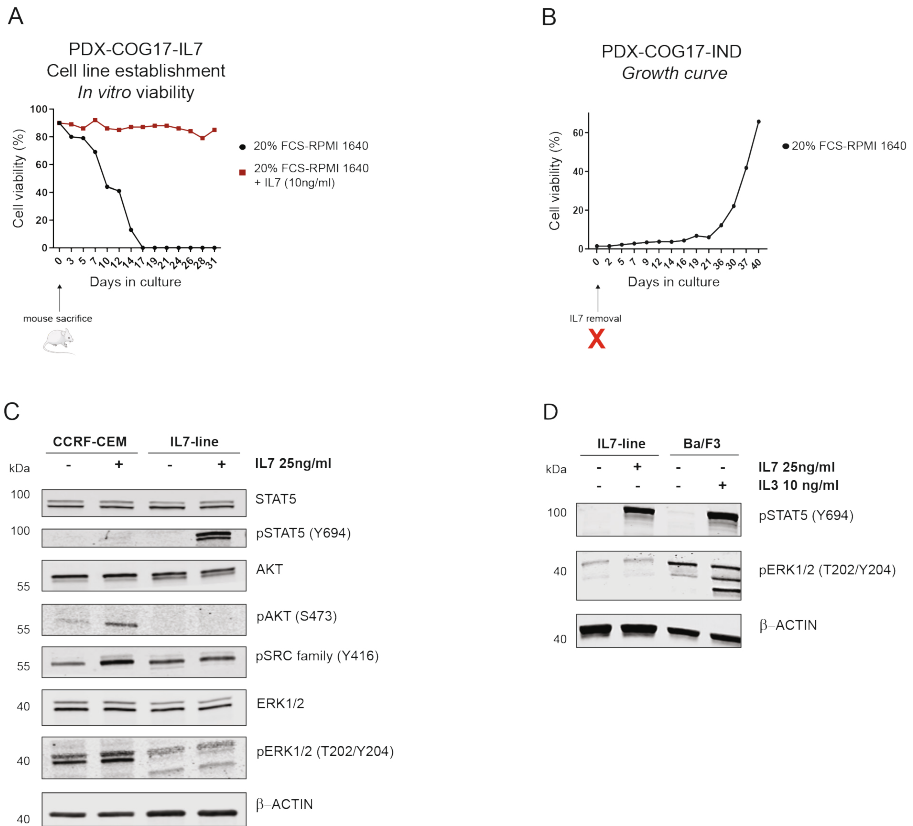 A
PDX-COG17-IL7
Cell line establishment
In vitro viability
Cell viability (%)
100
80
60
40
20
0
0 3 5 7 10 12 14 17 19 21 24 26 28 31
Days in culture
20% FCS-RPMI 1640
20% FCS-RPMI 1640
+ IL7 (10ng/ml)
mouse sacrifice
B
PDX-COG17-IND
Growth curve
Cell viability (%)
60
40
20
0
0 2 5 7 9 12 14 16 19 21 36 30 37 40
Days in culture
20% FCS-RPMI 1640
IL7 removal
X
C
CCRF-CEM IL7-line
kDa - + - + IL7 25ng/ml
100 STAT5
100 pSTAT5 (Y694)
55 AKT
55 pAKT (S473)
55 pSRC family (Y416)
40 ERK1/2
40 pERK1/2 (T202/Y204)
40 β–ACTIN
D
IL7-line Ba/F3
kDa - + - IL7 25ng/ml
- - - + IL3 10 ng/ml
100 pSTAT5 (Y694)
40 pERK1/2 (T202/Y204)
40 β–ACTIN